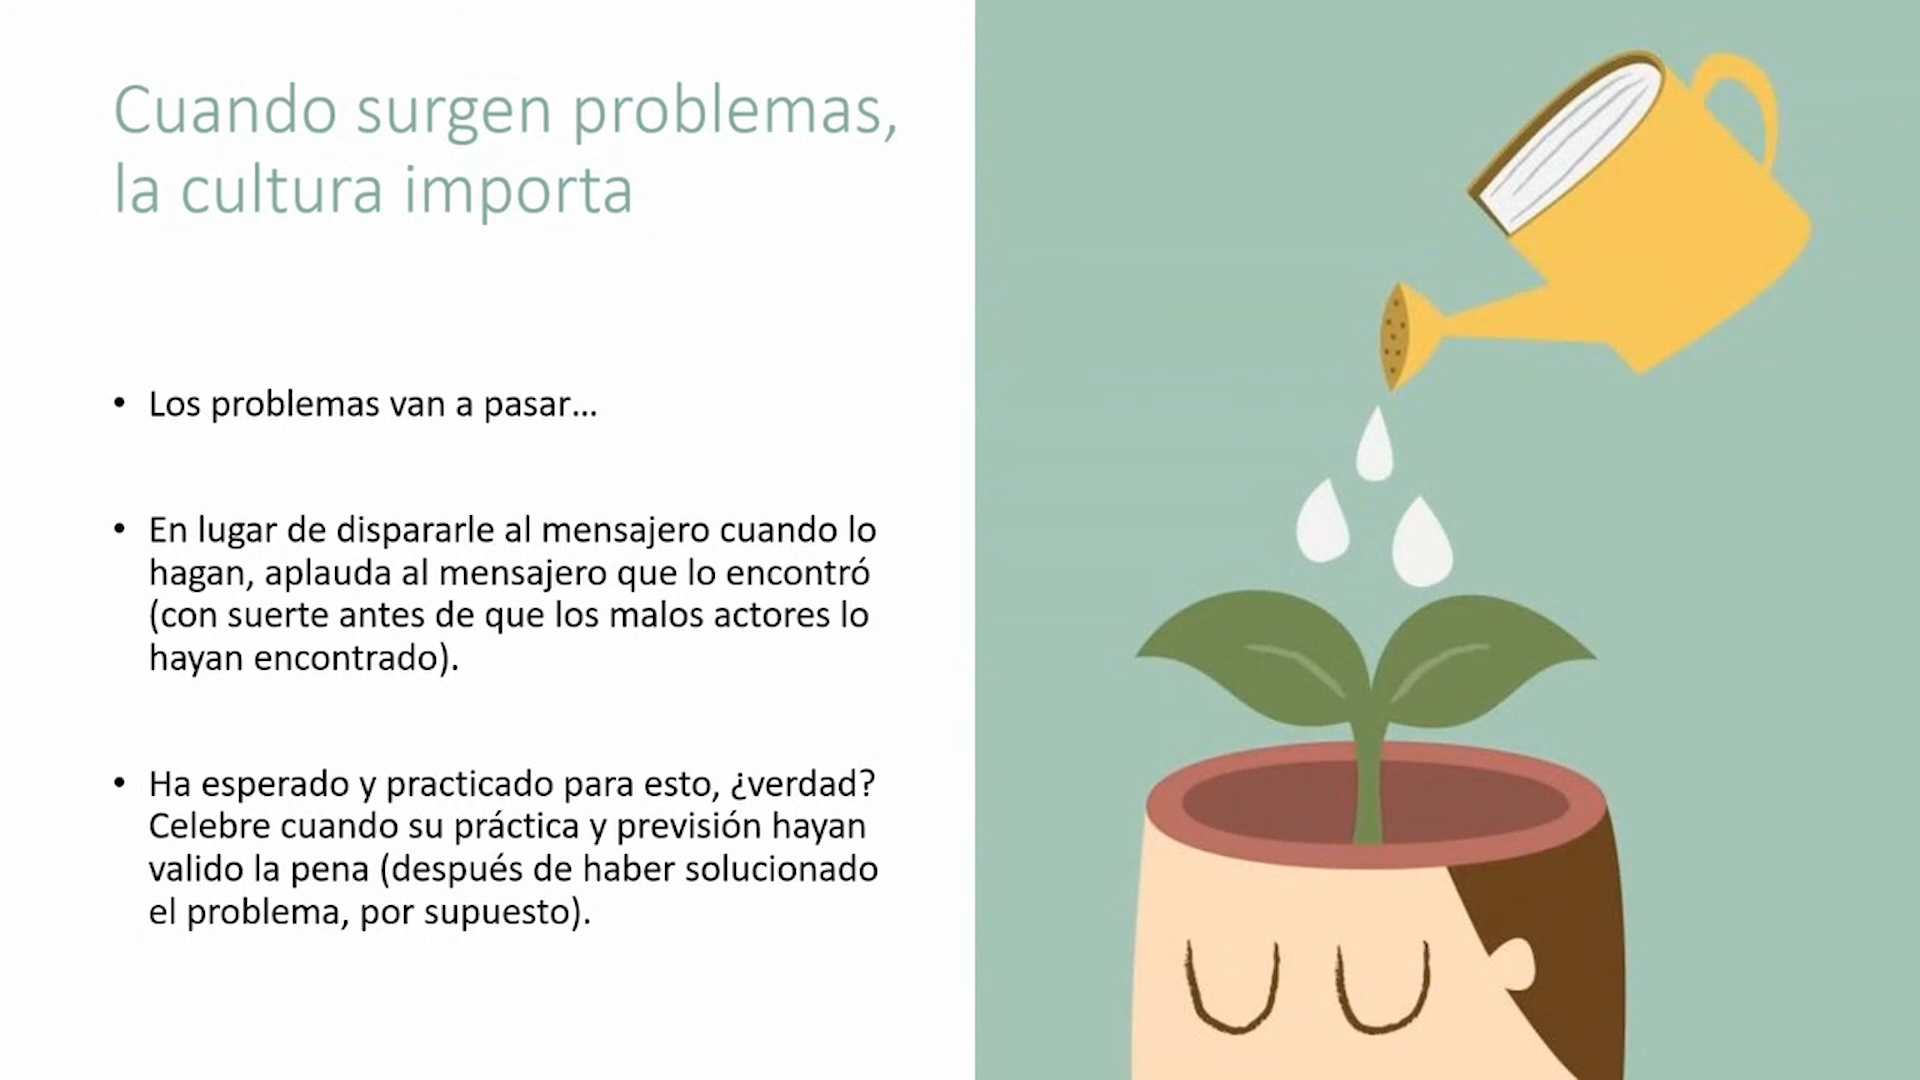 Cuando surgen problemas,
la cultura importa
• Los problemas van a pasar...
• En lugar de dispararle al mensajero cuando lo
hagan, aplauda al mensajero que lo encontró
(con suerte antes de que los malos actores lo
hayan encontrado).
• Ha esperado y practicado para esto, ¿verdad?
Celebre cuando su práctica y previsión hayan
valido la pena (después de haber solucionado
el problema, por supuesto).